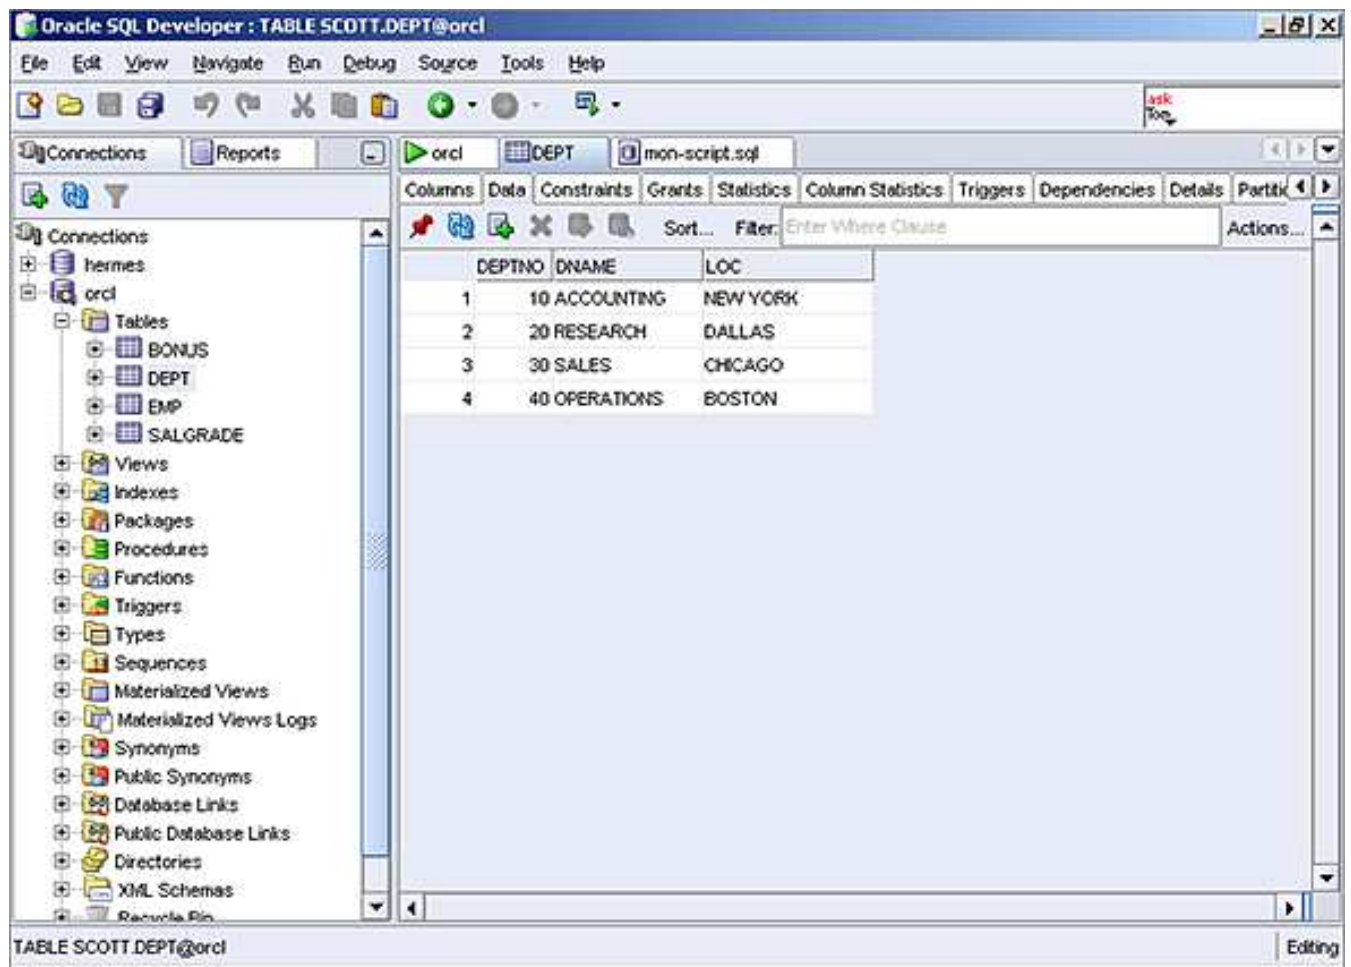 Oracle SQL Developer : TABLE SCOTT.DEPT@orcl
File Edit View Navigate Run Debug Source Tools Help
ask Tom
Connections Reports
orcl DEPT mon-script.sql
Columns Data Constraints Grants Statistics Column Statistics Triggers Dependencies Details Partitic
Sort... Filter: Enter Where Clause Actions...
Connections
hermes
orcl
Tables
BONUS
DEPT
EMP
SALGRADE
Views
Indexes
Packages
Procedures
Functions
Triggers
Types
Sequences
Materialized Views
Materialized Views Logs
Synonyms
Public Synonyms
Database Links
Public Database Links
Directories
XML Schemas
Recycle Bin
DEPTNO DNAME LOC
1 10 ACCOUNTING NEW YORK
2 20 RESEARCH DALLAS
3 30 SALES CHICAGO
4 40 OPERATIONS BOSTON
TABLE SCOTT.DEPT@orcl Editing